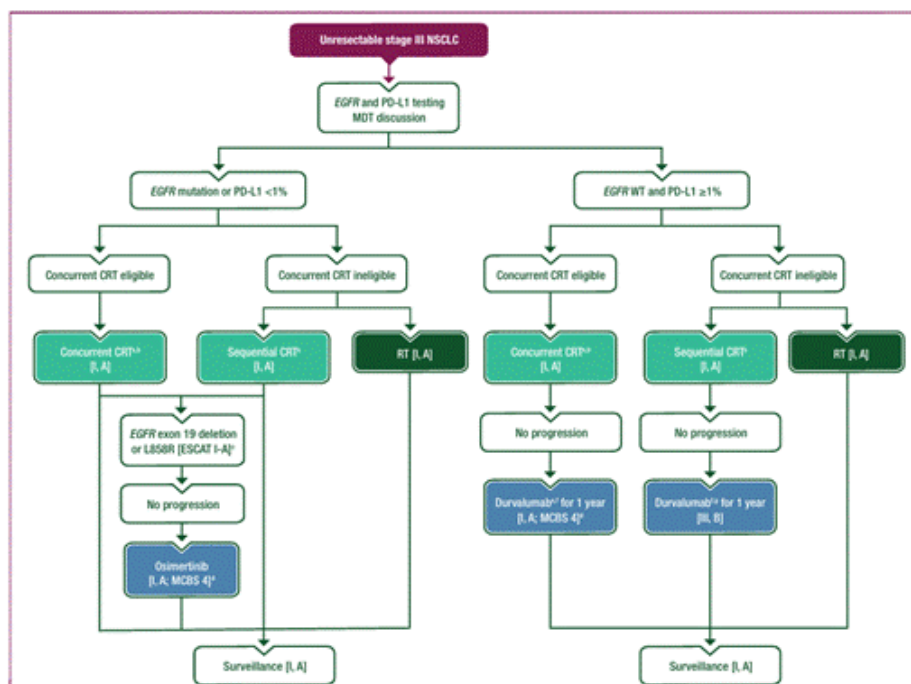 Unresectable stage III NSCLC
EGFR and PD-L1 testing
MDT discussion
EGFR mutation or PD-L1 <1%
EGFR WT and PD-L1 ≥1%
Concurrent CRT eligible
Concurrent CRT ineligible
Concurrent CRT eligible
Concurrent CRT ineligible
Concurrent CRT
[I, A]
Sequential CRT
[I, A]
RT [I, A]
Concurrent CRT
[I, A]
Sequential CRT
[I, A]
RT [I, A]
EGFR exon 19 deletion
or L858R [ESCAT I-A]
No progression
No progression
No progression
Durvalumab for 1 year
[I, A; MCBS 4]
Durvalumab for 1 year
[III, B]
Osimertinib
[I, A; MCBS 4]
Surveillance [I, A]
Surveillance [I, A]